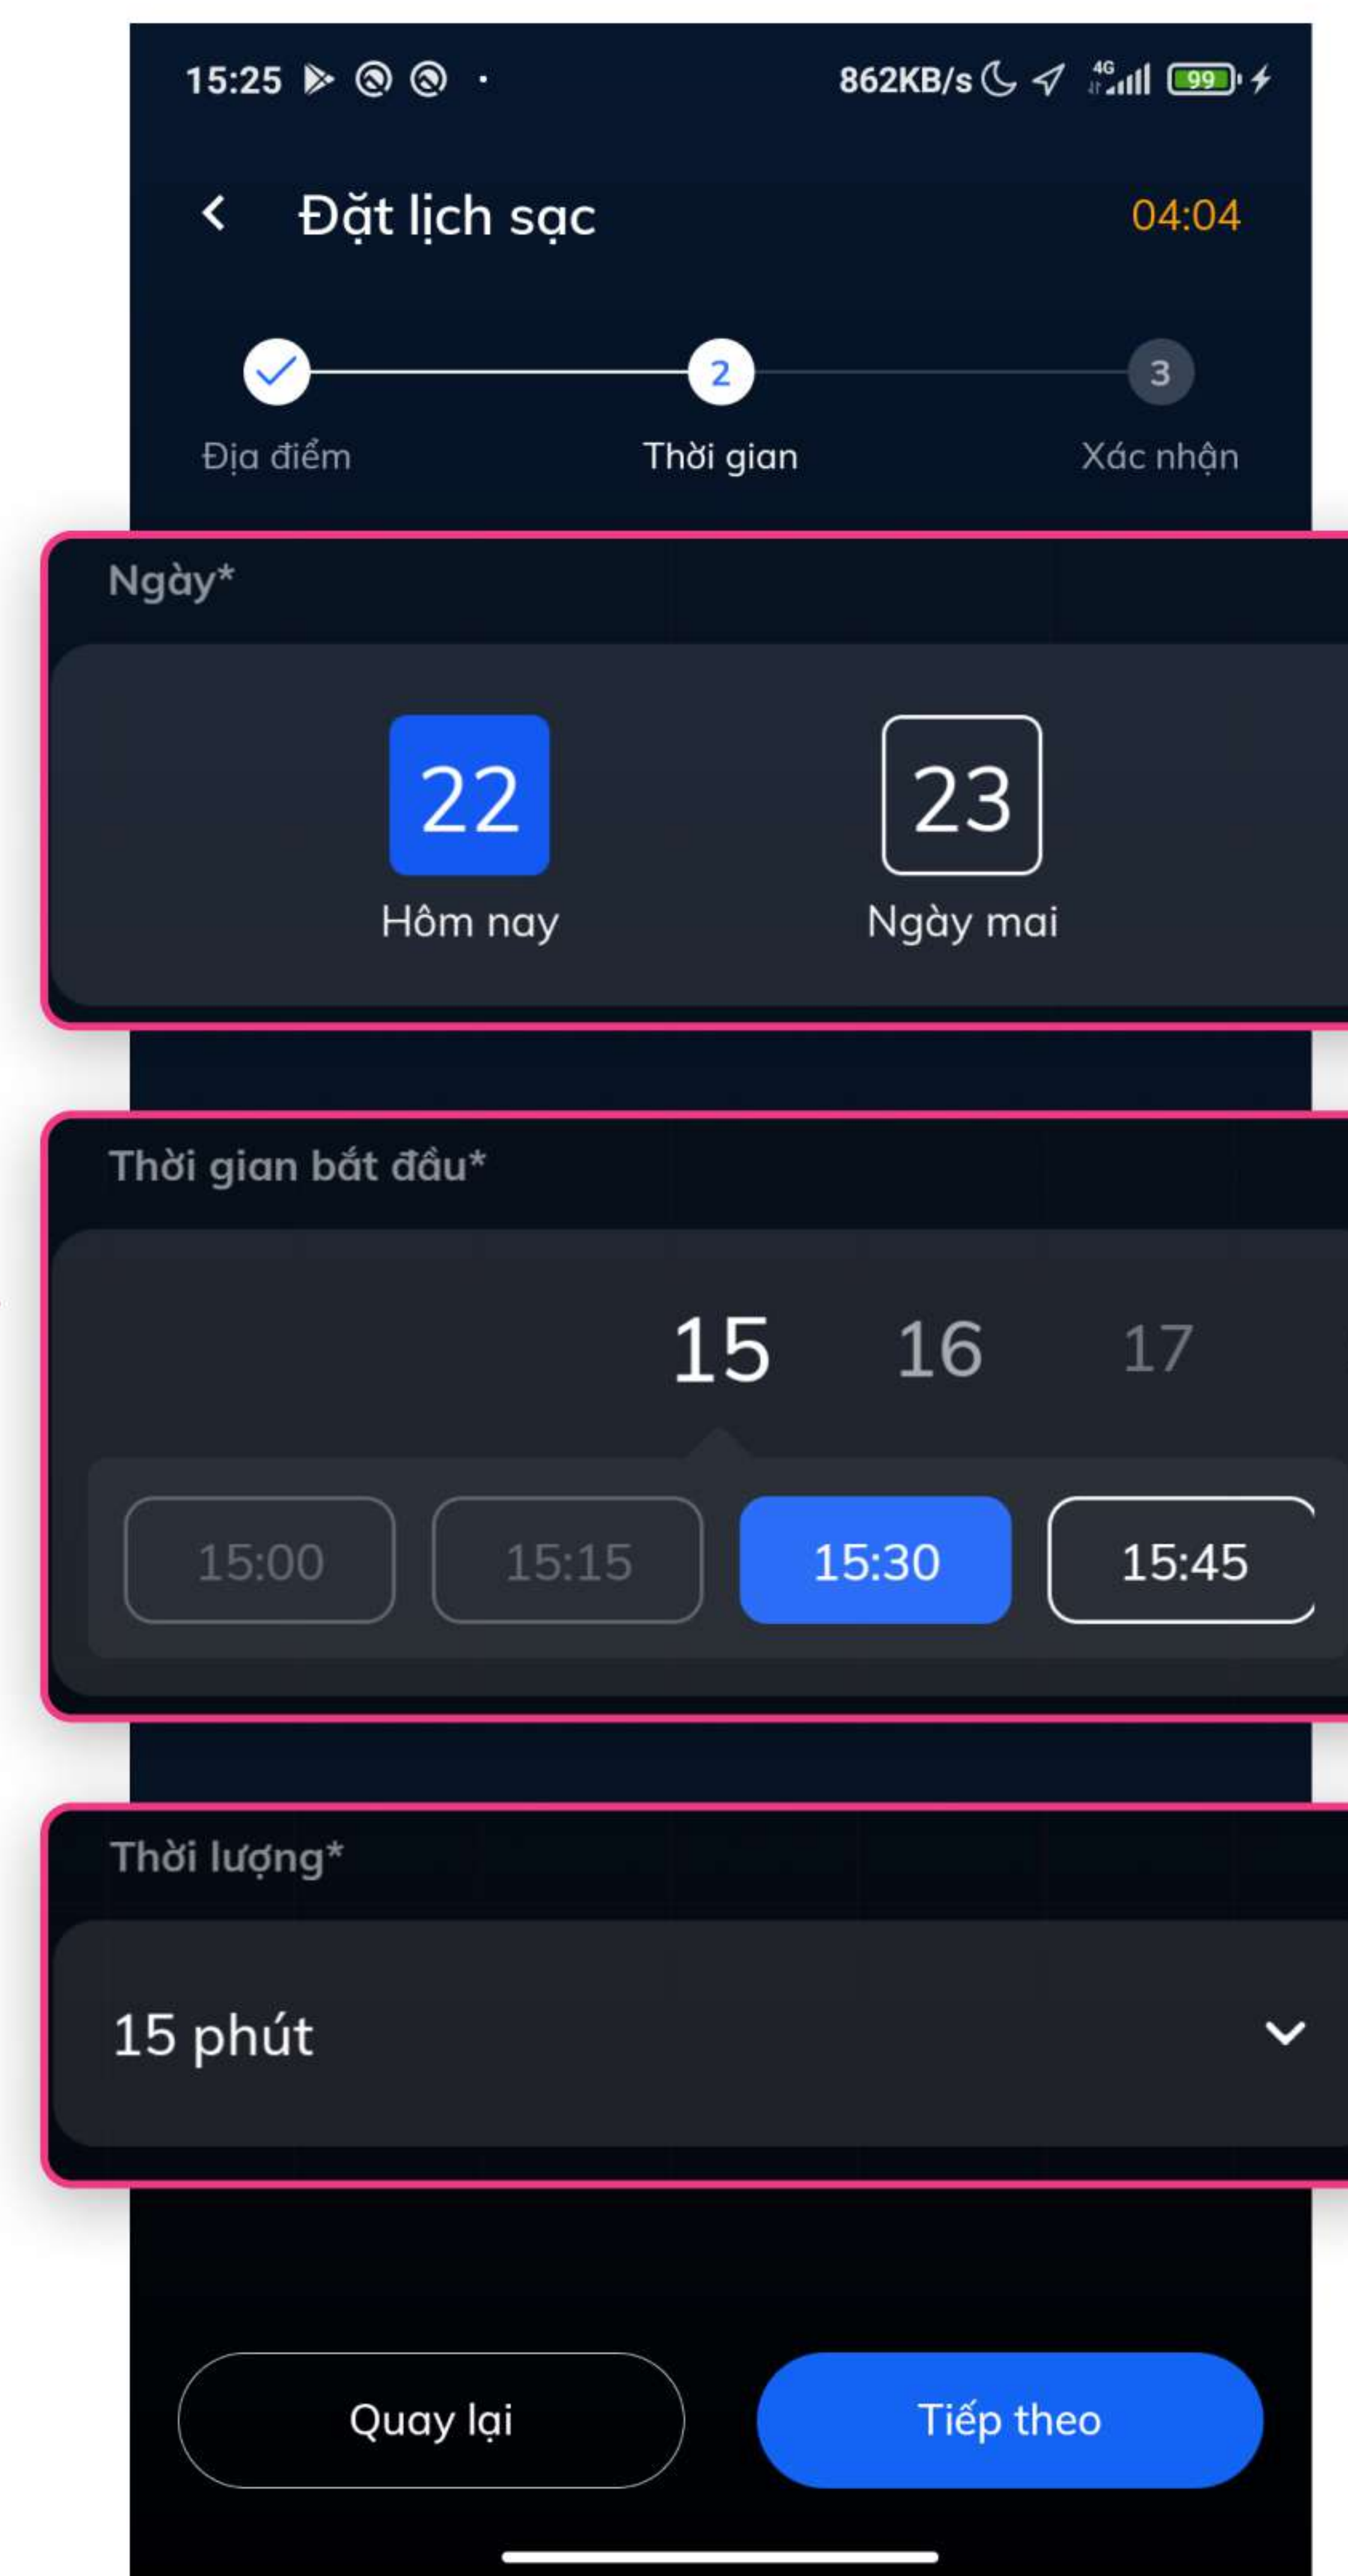 15:25 862KB/s 4G 99
Đặt lịch sạc 04:04
2 3
Địa điểm Thời gian Xác nhận
Ngày*
22 23
Hôm nay Ngày mai
Thời gian bắt đầu*
15 16 17
15:00 15:15 15:30 15:45
Thời lượng*
15 phút
Quay lại Tiếp theo